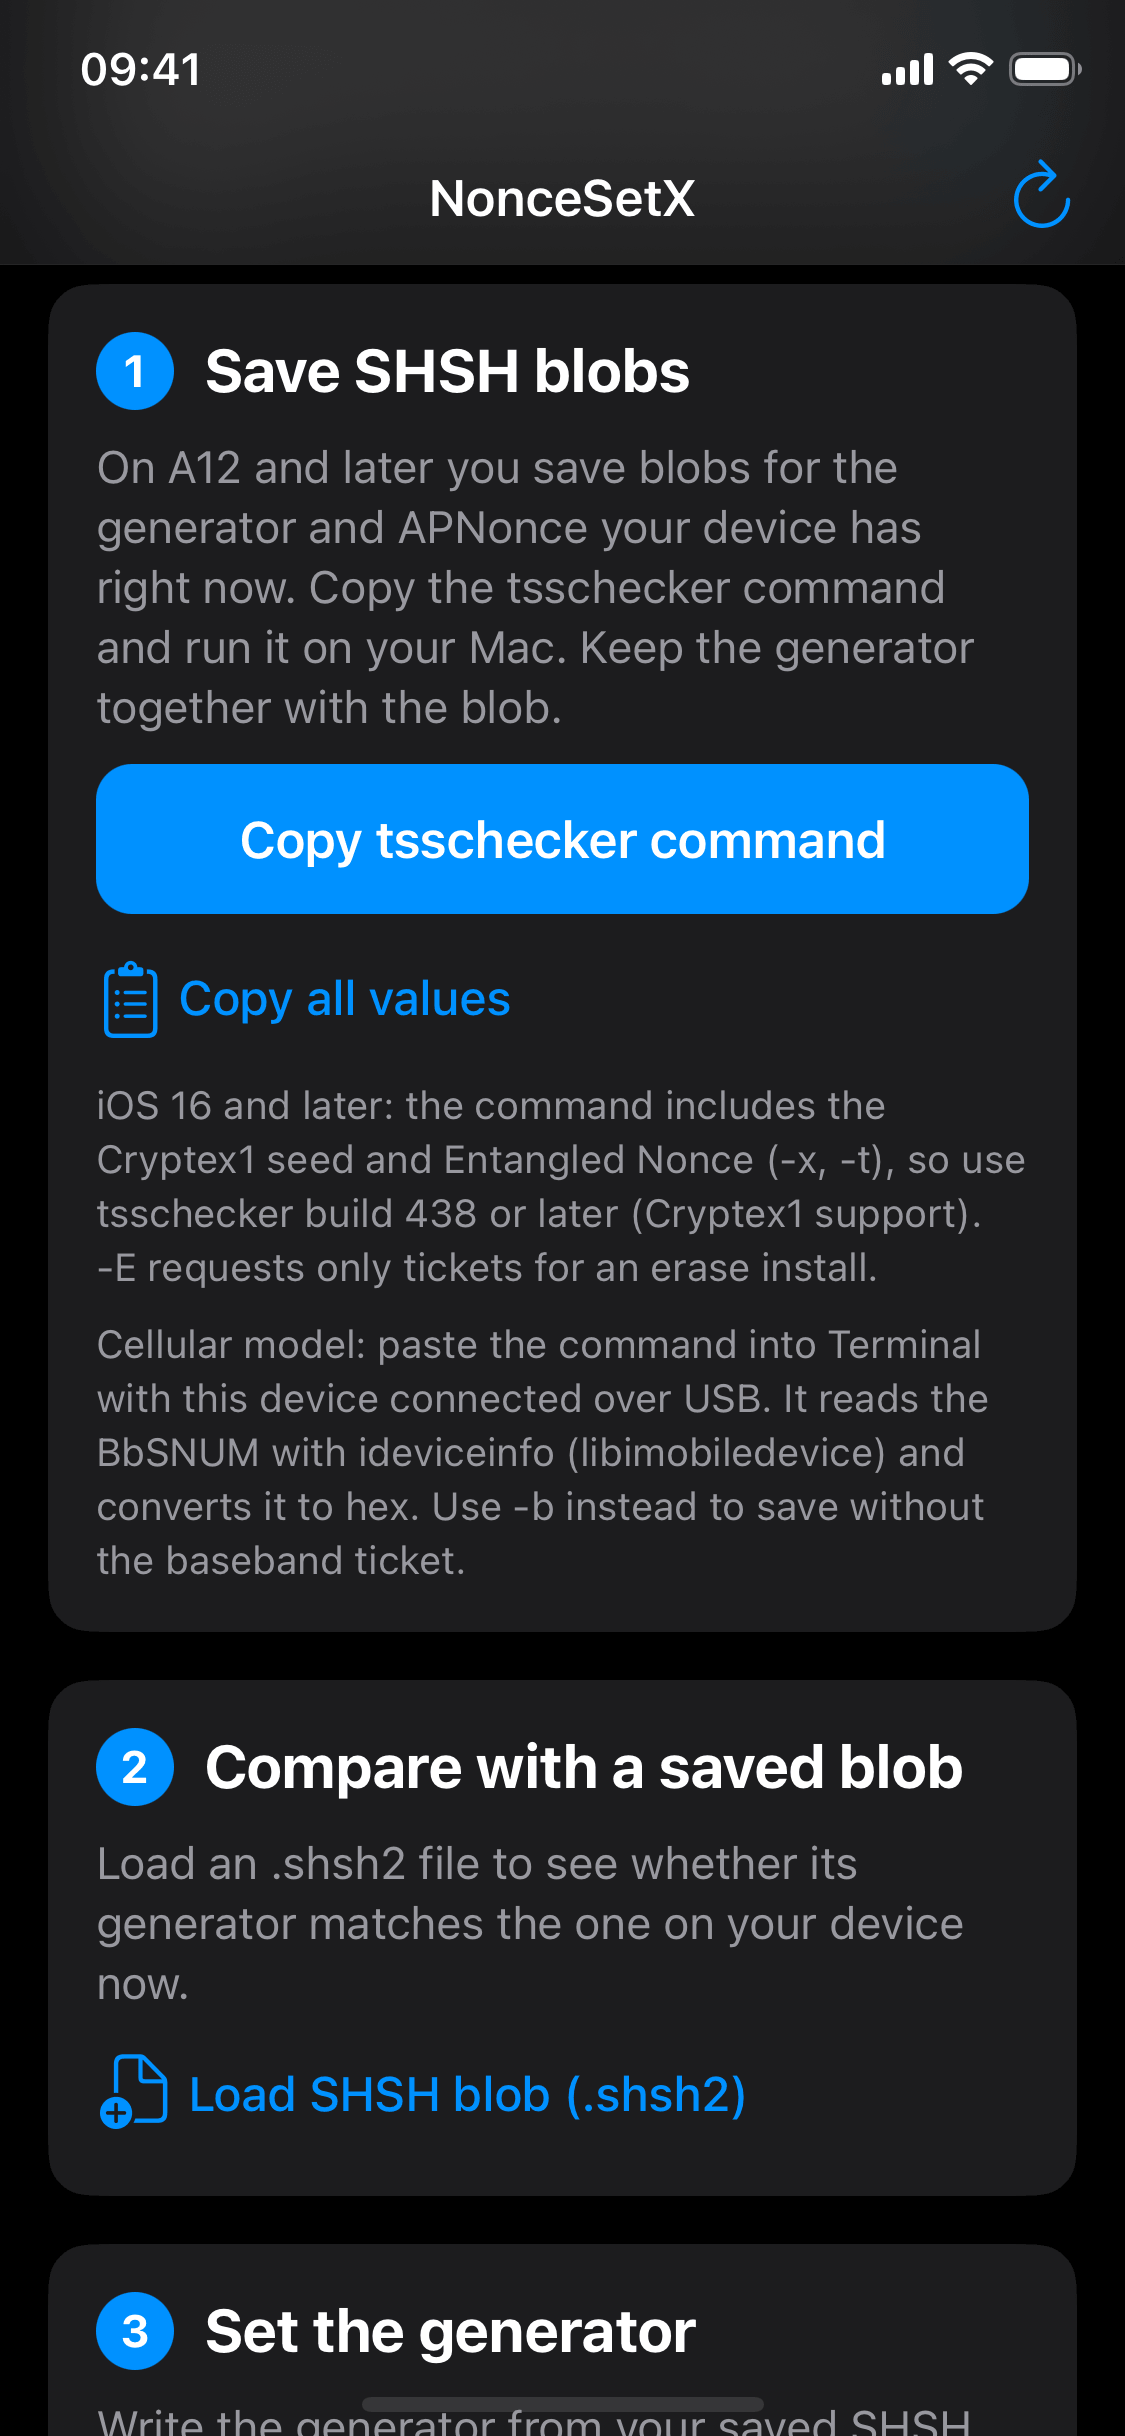 09:41
NonceSetX
1 Save SHSH blobs
On A12 and later you save blobs for the
generator and APNonce your device has
right now. Copy the tsschecker command
and run it on your Mac. Keep the generator
together with the blob.
Copy tsschecker command
Copy all values
iOS 16 and later: the command includes the
Cryptex1 seed and Entangled Nonce (-x, -t), so use
tsschecker build 438 or later (Cryptex1 support).
-E requests only tickets for an erase install.
Cellular model: paste the command into Terminal
with this device connected over USB. It reads the
BbSNUM with ideviceinfo (libimobiledevice) and
converts it to hex. Use -b instead to save without
the baseband ticket.
2 Compare with a saved blob
Load an .shsh2 file to see whether its
generator matches the one on your device
now.
Load SHSH blob (.shsh2)
3 Set the generator
Write the generator from your saved SHSH